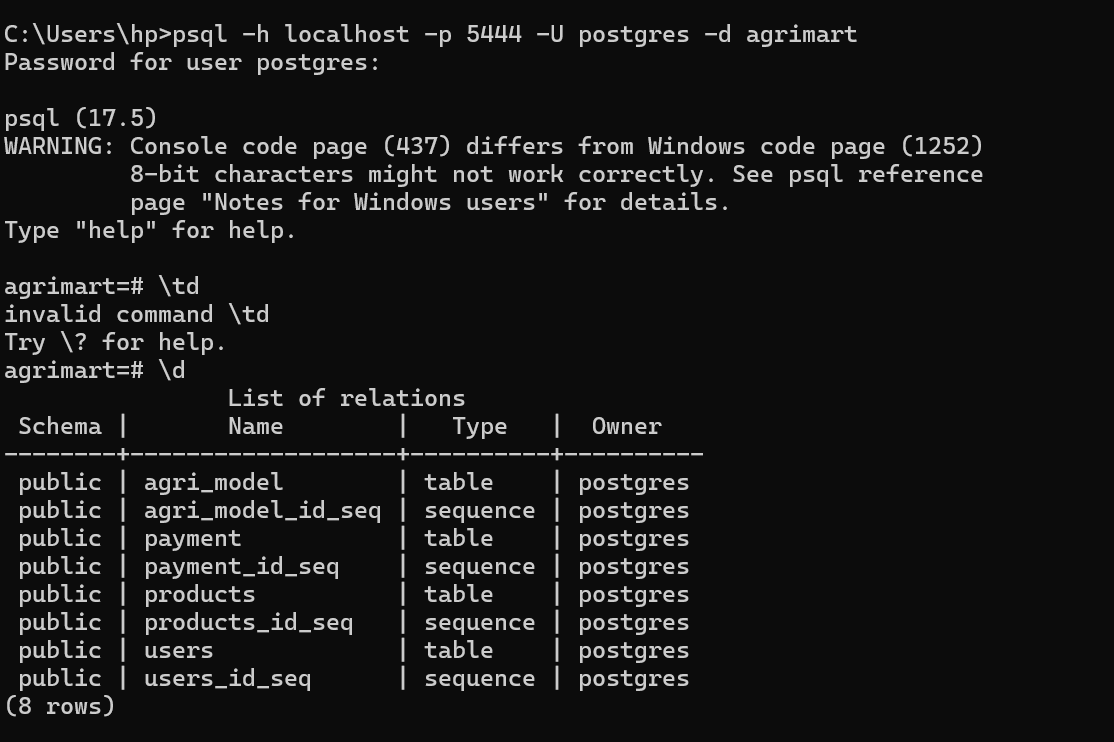 C:\Users\hp>psql -h localhost -p 5444 -U postgres -d agrimart
Password for user postgres:

psql (17.5)
WARNING: Console code page (437) differs from Windows code page (1252)
         8-bit characters might not work correctly. See psql reference
         page "Notes for Windows users" for details.
Type "help" for help.

agrimart=# \td
invalid command \td
Try \? for help.
agrimart=# \d
                List of relations
 Schema |       Name        |   Type   |  Owner
--------+-------------------+----------+----------
 public | agri_model        | table    | postgres
 public | agri_model_id_seq | sequence | postgres
 public | payment           | table    | postgres
 public | payment_id_seq    | sequence | postgres
 public | products          | table    | postgres
 public | products_id_seq   | sequence | postgres
 public | users             | table    | postgres
 public | users_id_seq      | sequence | postgres
(8 rows)